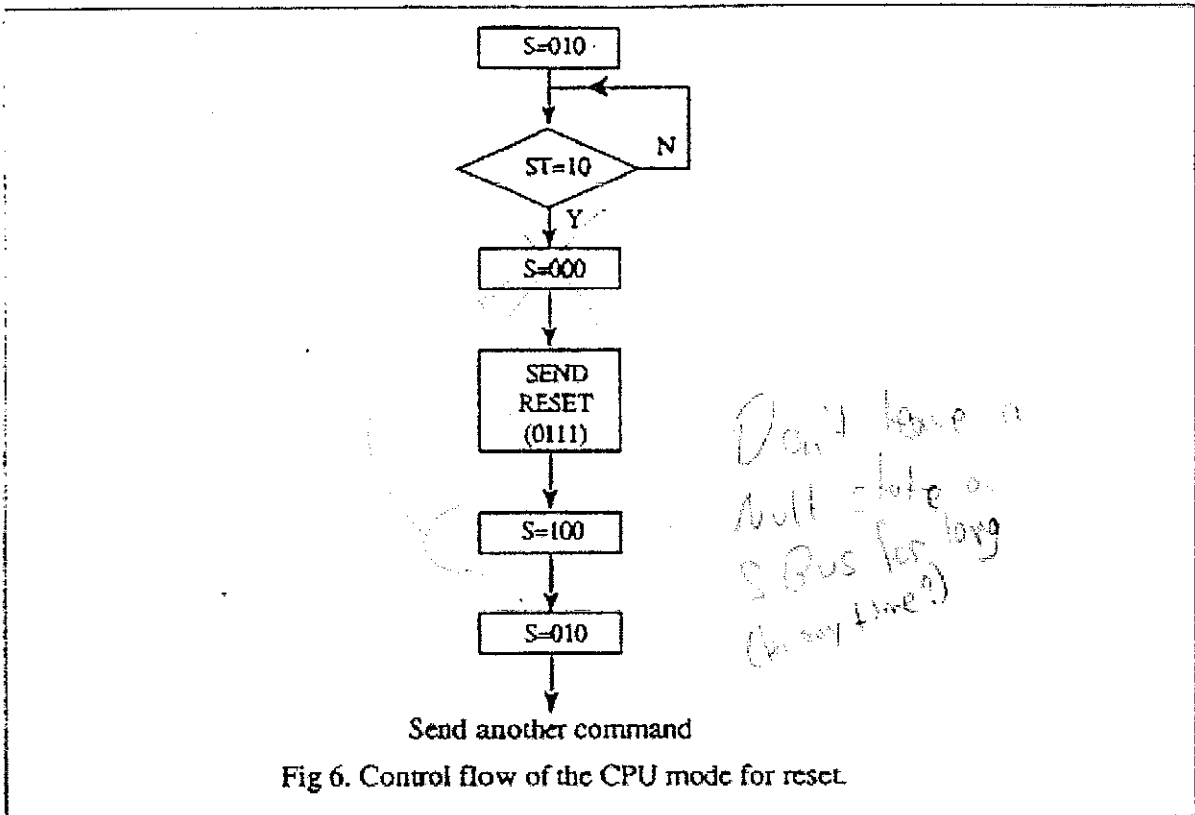 S=010
ST=10
N
Y
S=000
SEND
RESET
(0111)
S=100
S=010
Send another command
Fig 6. Control flow of the CPU mode for reset.
Don't leave a
Null state o
S Bus for long
time?)